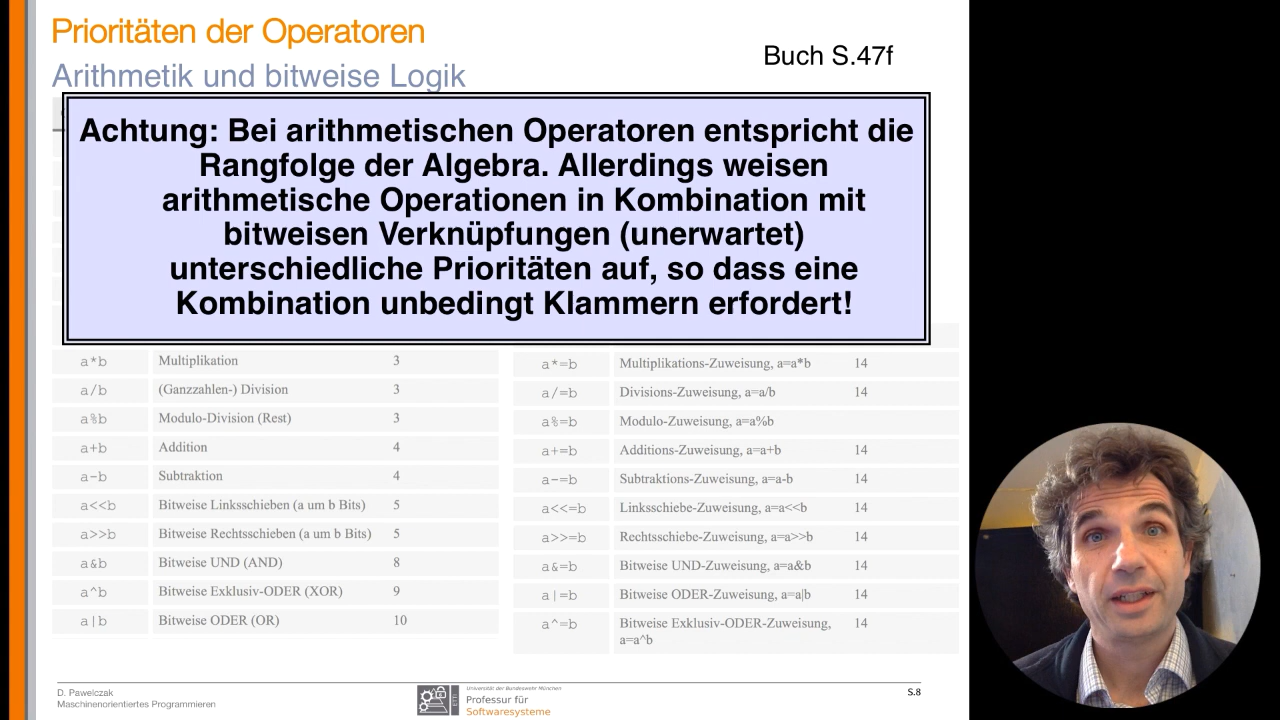 Prioritäten der Operatoren
Arithmetik und bitweise Logik
Buch S.47f
Achtung: Bei arithmetischen Operatoren entspricht die
Rangfolge der Algebra. Allerdings weisen
arithmetische Operationen in Kombination mit
bitweisen Verknüpfungen (unerwartet)
unterschiedliche Prioritäten auf, so dass eine
Kombination unbedingt Klammern erfordert!
a*b Multiplikation 3
a/b (Ganzzahlen-) Division 3
a%b Modulo-Division (Rest) 3
a+b Addition 4
a-b Subtraktion 4
a<<b Bitweise Linksschieben (a um b Bits) 5
a>>b Bitweise Rechtsschieben (a um b Bits) 5
a&b Bitweise UND (AND) 8
a^b Bitweise Exklusiv-ODER (XOR) 9
a|b Bitweise ODER (OR) 10
a*=b Multiplikations-Zuweisung, a=a*b 14
a/=b Divisions-Zuweisung, a=a/b 14
a%=b Modulo-Zuweisung, a=a%b
a+=b Additions-Zuweisung, a=a+b 14
a-=b Subtraktions-Zuweisung, a=a-b 14
a<<=b Linksschiebe-Zuweisung, a=a<<b 14
a>>=b Rechtsschiebe-Zuweisung, a=a>>b 14
a&=b Bitweise UND-Zuweisung, a=a&b 14
a|=b Bitweise ODER-Zuweisung, a=a|b 14
a^=b Bitweise Exklusiv-ODER-Zuweisung, 14
a=a^b
D. Pawelczak
Maschinenorientiertes Programmieren
ETTI
Universität der Bundeswehr München
Professur für
Softwaresysteme
S.8